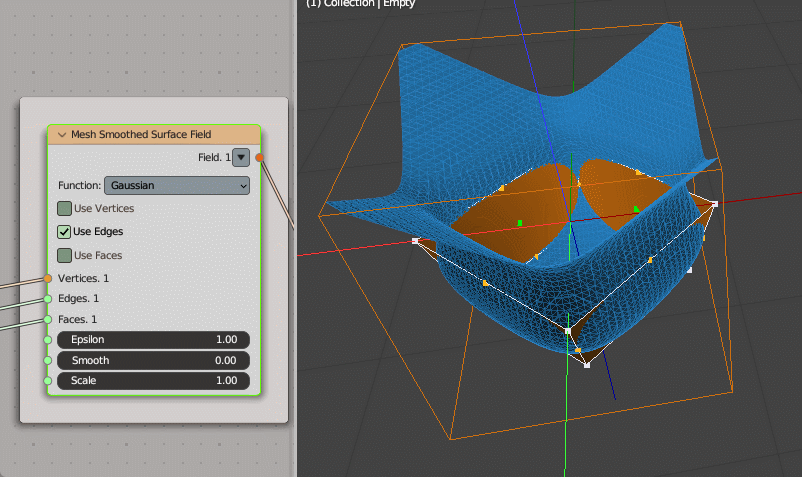 (1) Collection | Empty
Mesh Smoothed Surface Field
Field. 1
Function: Gaussian
Use Vertices
Use Edges
Use Faces
Vertices. 1
Edges. 1
Faces. 1
Epsilon 1.00
Smooth 0.00
Scale 1.00